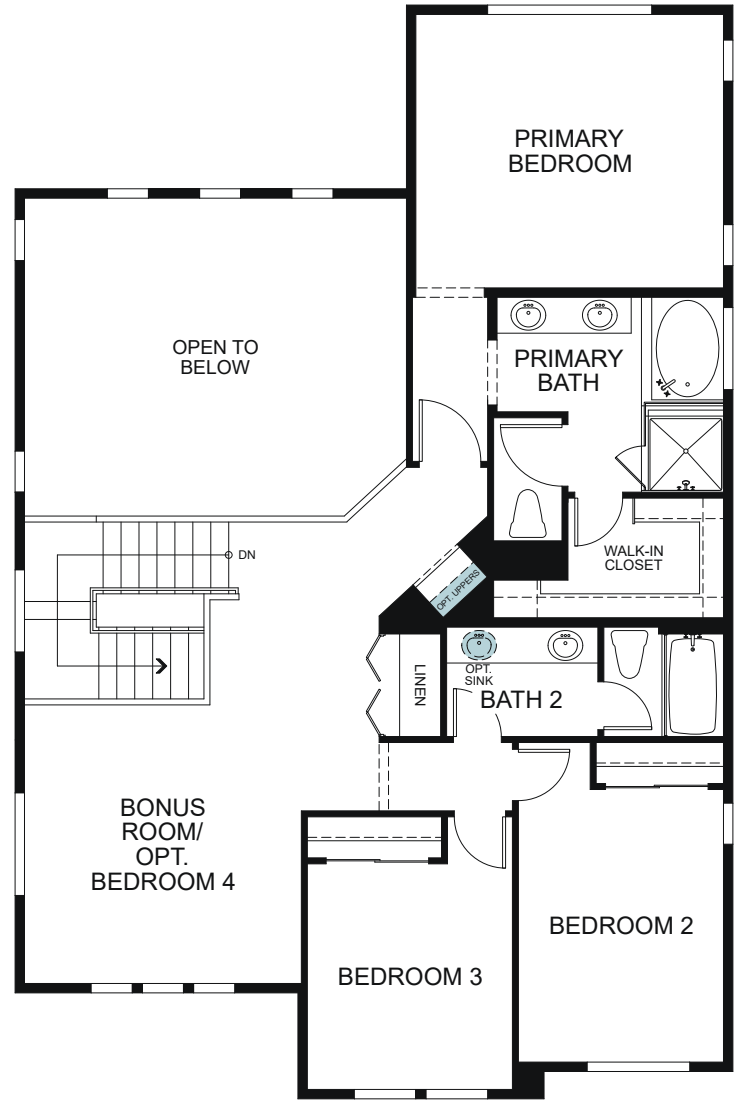 PRIMARY
BEDROOM
OPEN TO
BELOW
PRIMARY
BATH
DN
WALK-IN
CLOSET
OPT. UPPERS
LINEN
OPT.
SINK
BATH 2
BONUS
ROOM/
OPT.
BEDROOM 4
BEDROOM 2
BEDROOM 3